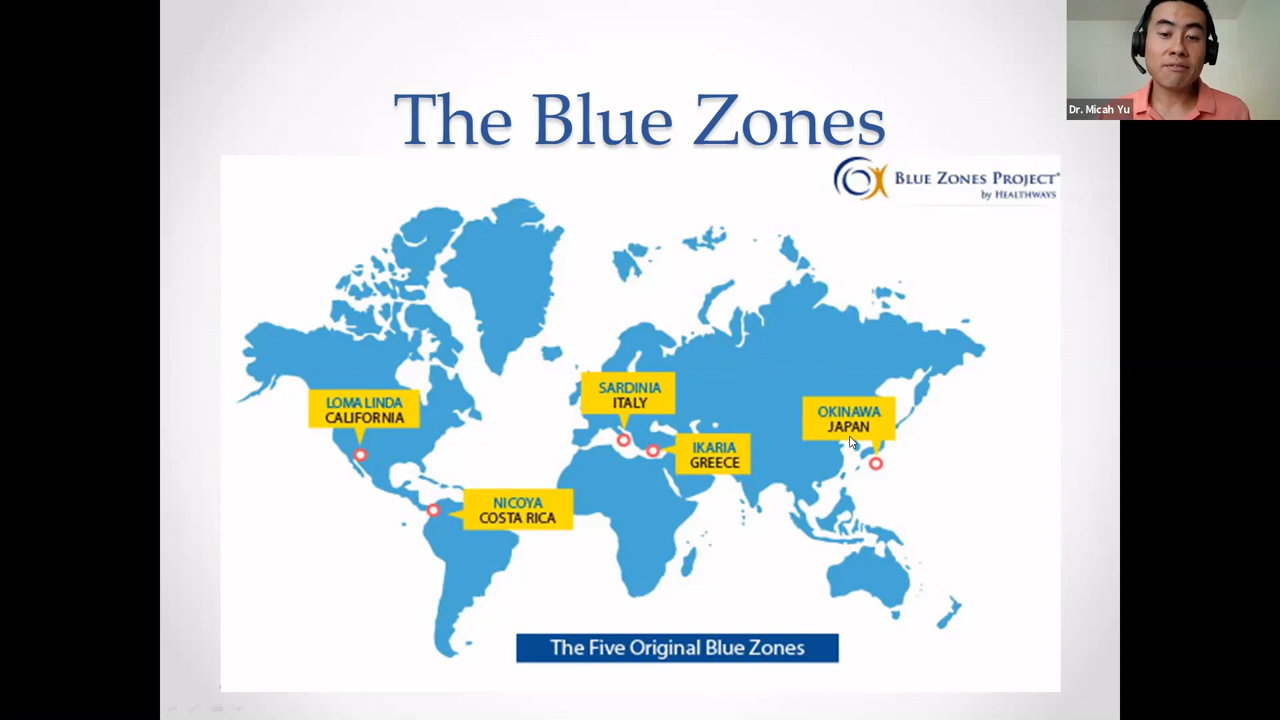 The Blue Zones
Dr. Micah Yu
BLUE ZONES PROJECT®
by HEALTHWAYS
LOMA LINDA
CALIFORNIA
SARDINIA
ITALY
OKINAWA
JAPAN
IKARIA
GREECE
NICOYA
COSTA RICA
The Five Original Blue Zones